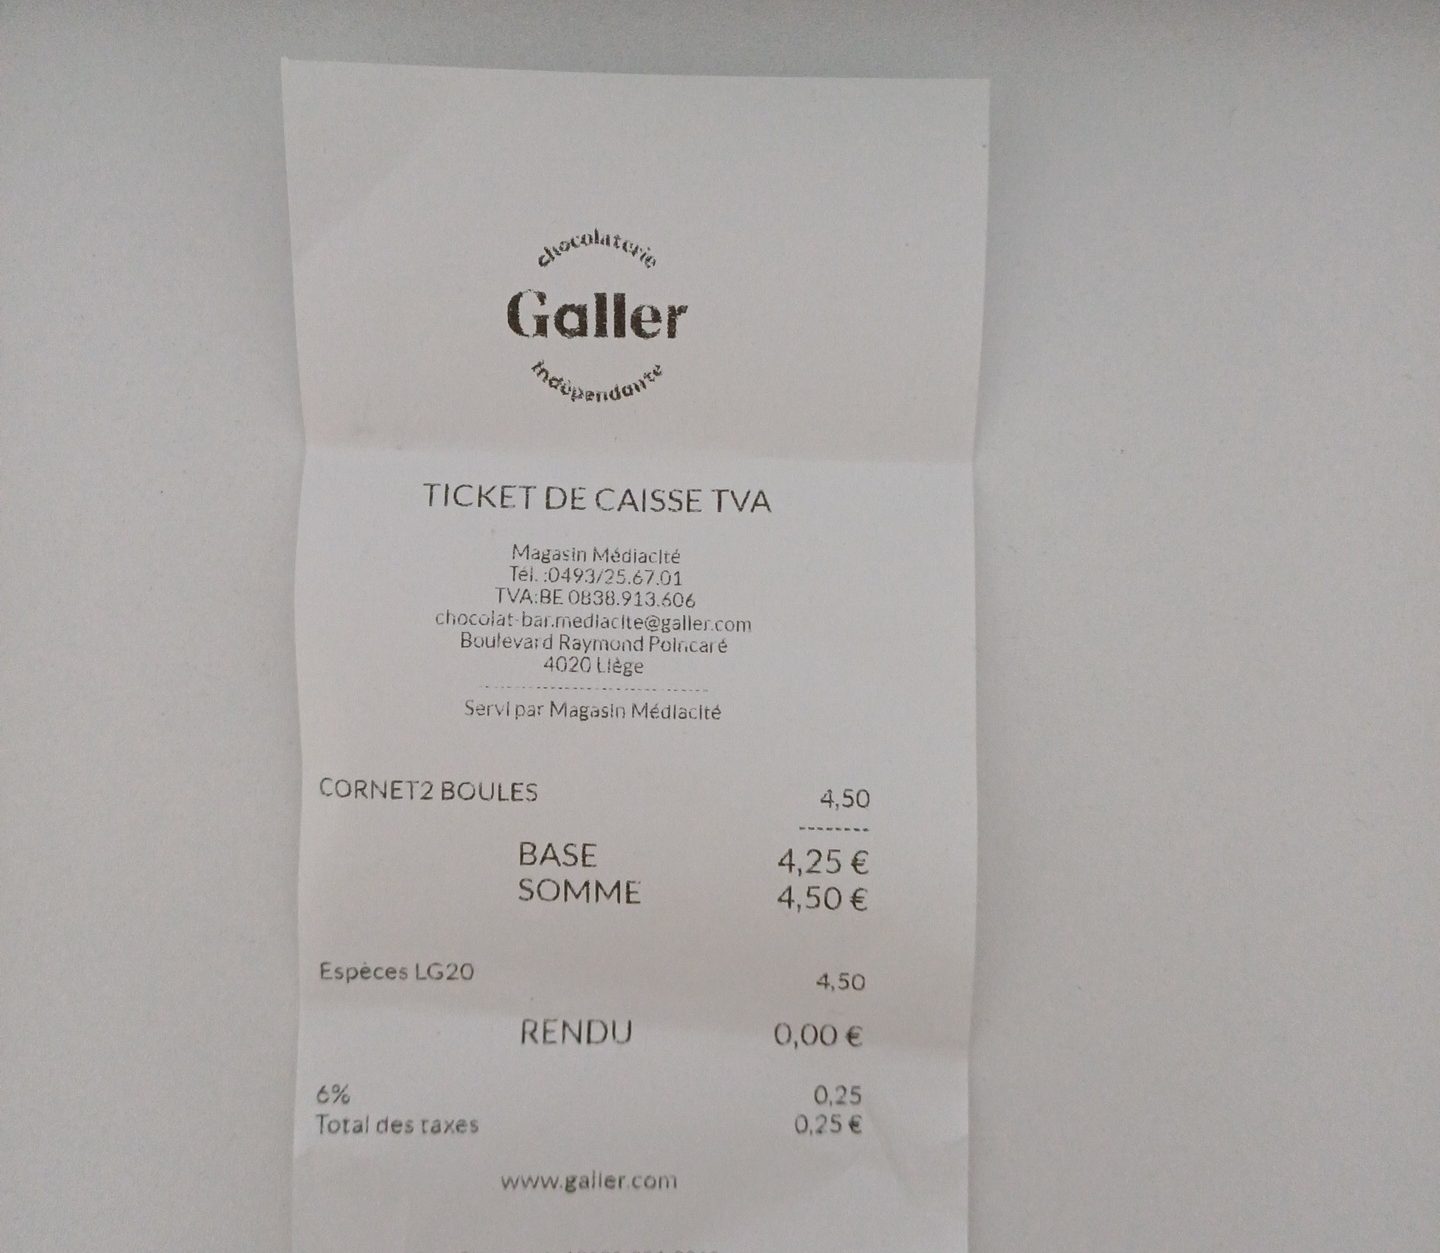 chocolaterie
Galler
indépendante
TICKET DE CAISSE TVA
Magasin Médiacité
Tél. :0493/25.67.01
TVA:BE 0838.913.606
chocolat-bar.mediacite@galler.com
Boulevard Raymond Poincaré
4020 Liège
--------------------------------
Servi par Magasin Médiacité
CORNET2 BOULES 4,50
--------
BASE 4,25 €
SOMME 4,50 €
Espèces LG20 4,50
RENDU 0,00 €
6% 0,25
Total des taxes 0,25 €
www.galler.com